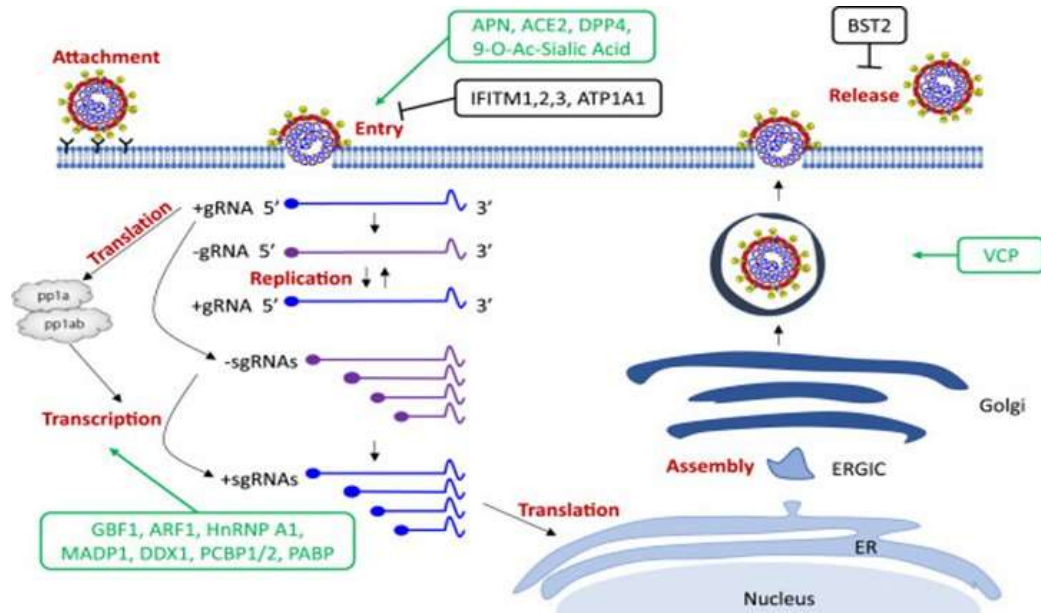 APN, ACE2, DPP4,
9-O-Ac-Sialic Acid
BST2
Attachment
IFITM1,2,3, ATP1A1
Entry
Release
Translation
+gRNA 5’ 3’
-gRNA 5’ 3’
Replication
+gRNA 5’ 3’
pp1a
pp1ab
-sgRNAs
Transcription
+sgRNAs
GBF1, ARF1, HnRNP A1,
MADP1, DDX1, PCBP1/2, PABP
VCP
Golgi
Assembly
ERGIC
Translation
ER
Nucleus